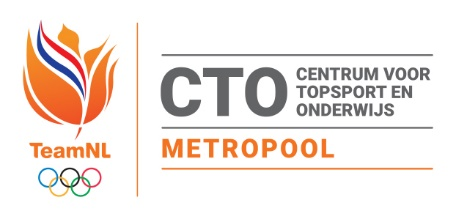 TeamNL
CTO
CENTRUM VOOR
TOPSPORT EN
ONDERWIJS
METROPOOL